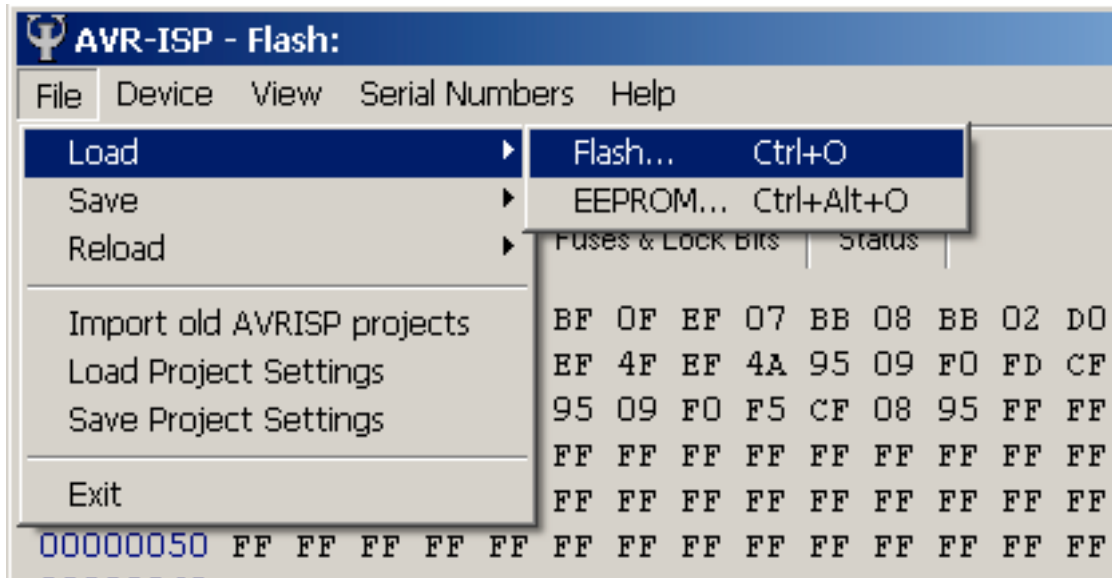 AVR-ISP - Flash:
File Device View Serial Numbers Help
Load Flash... Ctrl+O
Save EEPROM... Ctrl+Alt+O
Reload Fuses & Lock Bits Status
Import old AVRISP projects BF 0F EF 07 BB 08 BB 02 D0
Load Project Settings EF 4F EF 4A 95 09 F0 FD CF
Save Project Settings 95 09 F0 F5 CF 08 95 FF FF
FF FF FF FF FF FF FF FF FF
Exit FF FF FF FF FF FF FF FF FF
00000050 FF FF FF FF FF FF FF FF FF FF FF FF FF FF